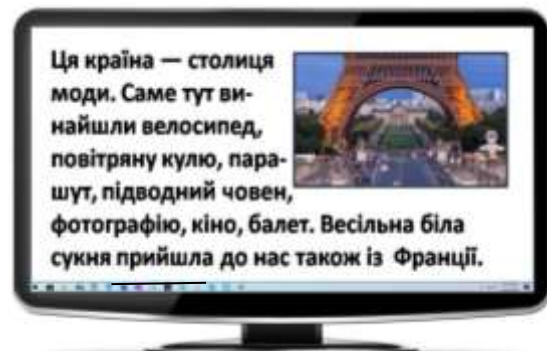 Ця країна — столиця
моди. Саме тут ви-
найшли велосипед,
повітряну кулю, пара-
шут, підводний човен,
фотографію, кіно, балет. Весільна біла
сукня прийшла до нас також із Франції.